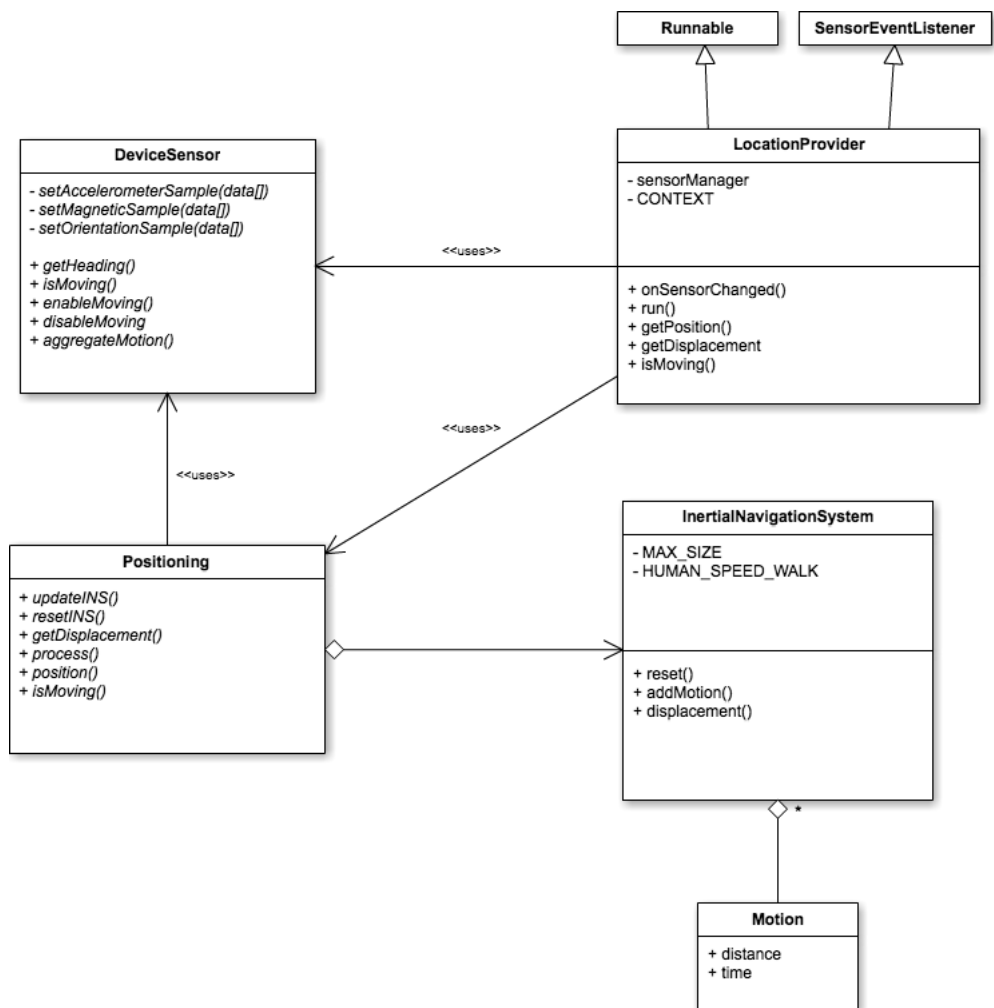 Runnable
SensorEventListener
LocationProvider
- sensorManager
- CONTEXT
+ onSensorChanged()
+ run()
+ getPosition()
+ getDisplacement
+ isMoving()
DeviceSensor
- setAccelerometerSample(data[])
- setMagneticSample(data[])
- setOrientationSample(data[])
+ getHeading()
+ isMoving()
+ enableMoving()
+ disableMoving
+ aggregateMotion()
<<uses>>
<<uses>>
<<uses>>
Positioning
+ updateINS()
+ resetINS()
+ getDisplacement()
+ process()
+ position()
+ isMoving()
InertialNavigationSystem
- MAX_SIZE
- HUMAN_SPEED_WALK
+ reset()
+ addMotion()
+ displacement()
*
Motion
+ distance
+ time